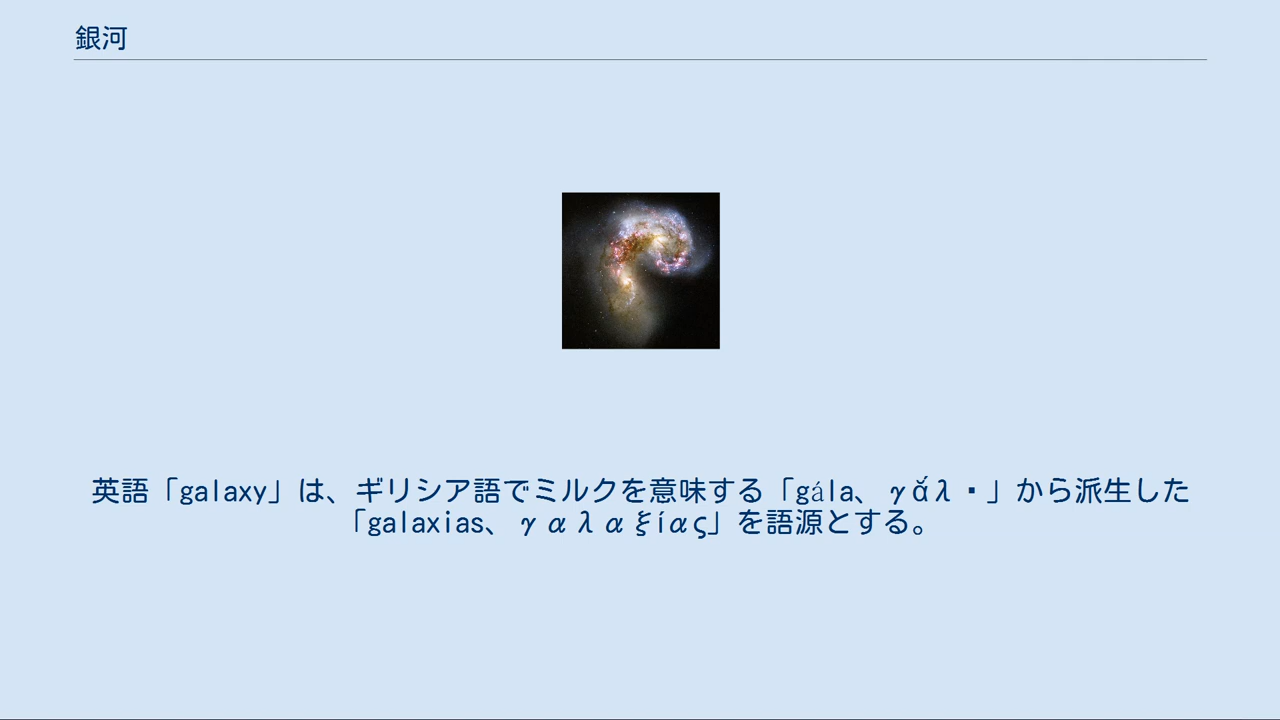 銀河
英語「galaxy」は、ギリシア語でミルクを意味する「gála、γᾰ́λ▪」から派生した
「galaxias、γαλαξίας」を語源とする。